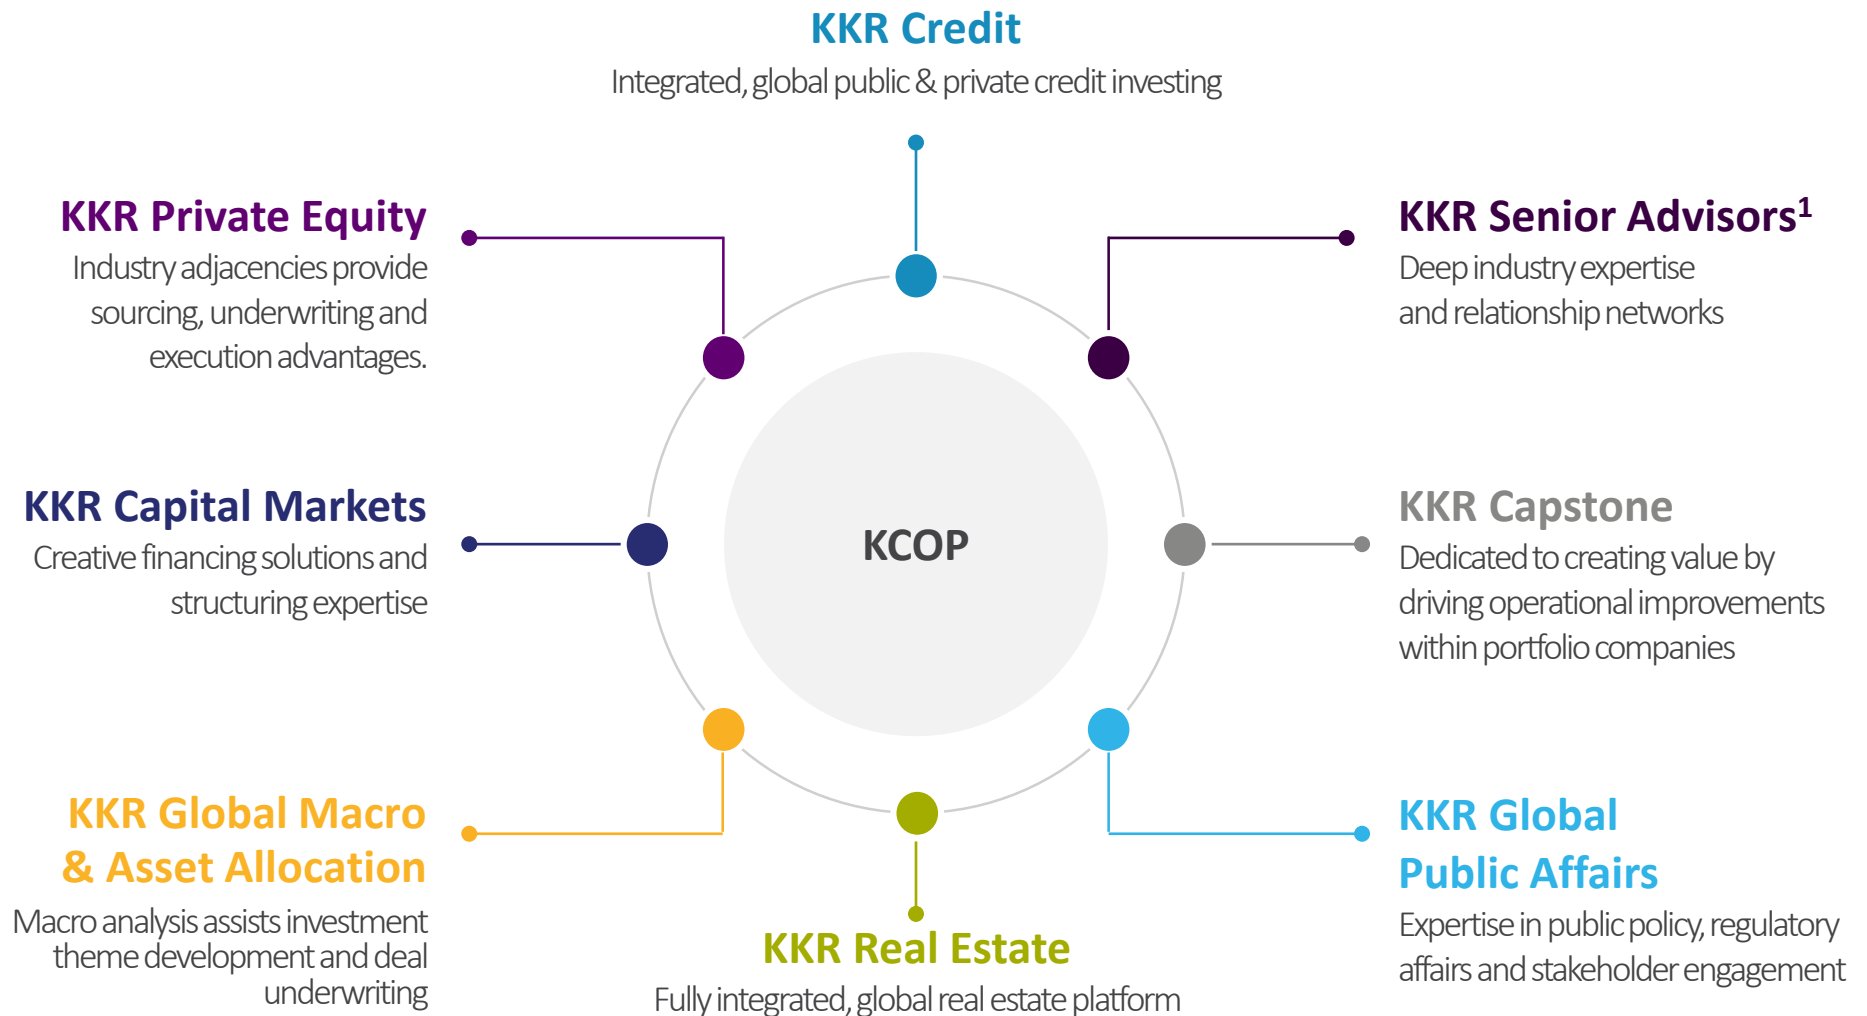 KKR Credit
Integrated, global public & private credit investing
KKR Private Equity
Industry adjacencies provide
sourcing, underwriting and
execution advantages.
KKR Senior Advisors¹
Deep industry expertise
and relationship networks
KKR Capital Markets
Creative financing solutions and
structuring expertise
KCOP
KKR Capstone
Dedicated to creating value by
driving operational improvements
within portfolio companies
KKR Global Macro
& Asset Allocation
Macro analysis assists investment
theme development and deal
underwriting
KKR Real Estate
Fully integrated, global real estate platform
KKR Global
Public Affairs
Expertise in public policy, regulatory
affairs and stakeholder engagement